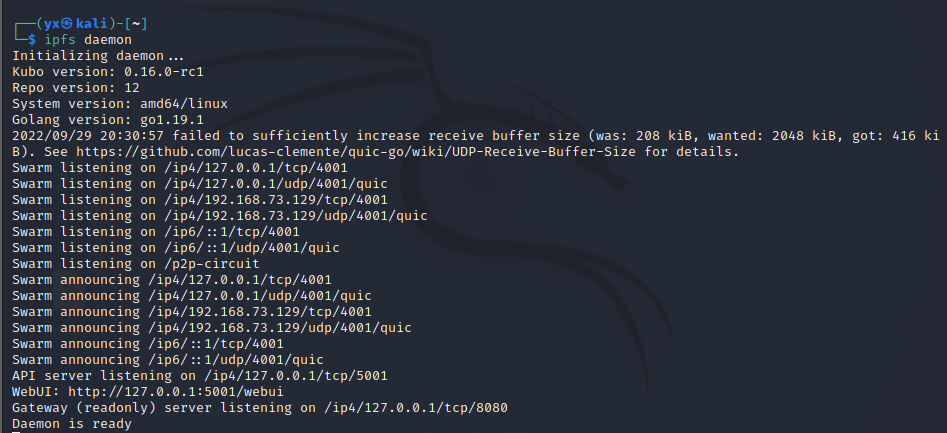 ┌──(yx㉿kali)-[~]
└─$ ipfs daemon
Initializing daemon...
Kubo version: 0.16.0-rc1
Repo version: 12
System version: amd64/linux
Golang version: go1.19.1
2022/09/29 20:30:57 failed to sufficiently increase receive buffer size (was: 208 kiB, wanted: 2048 kiB, got: 416 ki
B). See https://github.com/lucas-clemente/quic-go/wiki/UDP-Receive-Buffer-Size for details.
Swarm listening on /ip4/127.0.0.1/tcp/4001
Swarm listening on /ip4/127.0.0.1/udp/4001/quic
Swarm listening on /ip4/192.168.73.129/tcp/4001
Swarm listening on /ip4/192.168.73.129/udp/4001/quic
Swarm listening on /ip6/::1/tcp/4001
Swarm listening on /ip6/::1/udp/4001/quic
Swarm listening on /p2p-circuit
Swarm announcing /ip4/127.0.0.1/tcp/4001
Swarm announcing /ip4/127.0.0.1/udp/4001/quic
Swarm announcing /ip4/192.168.73.129/tcp/4001
Swarm announcing /ip4/192.168.73.129/udp/4001/quic
Swarm announcing /ip6/::1/tcp/4001
Swarm announcing /ip6/::1/udp/4001/quic
API server listening on /ip4/127.0.0.1/tcp/5001
WebUI: http://127.0.0.1:5001/webui
Gateway (readonly) server listening on /ip4/127.0.0.1/tcp/8080
Daemon is ready